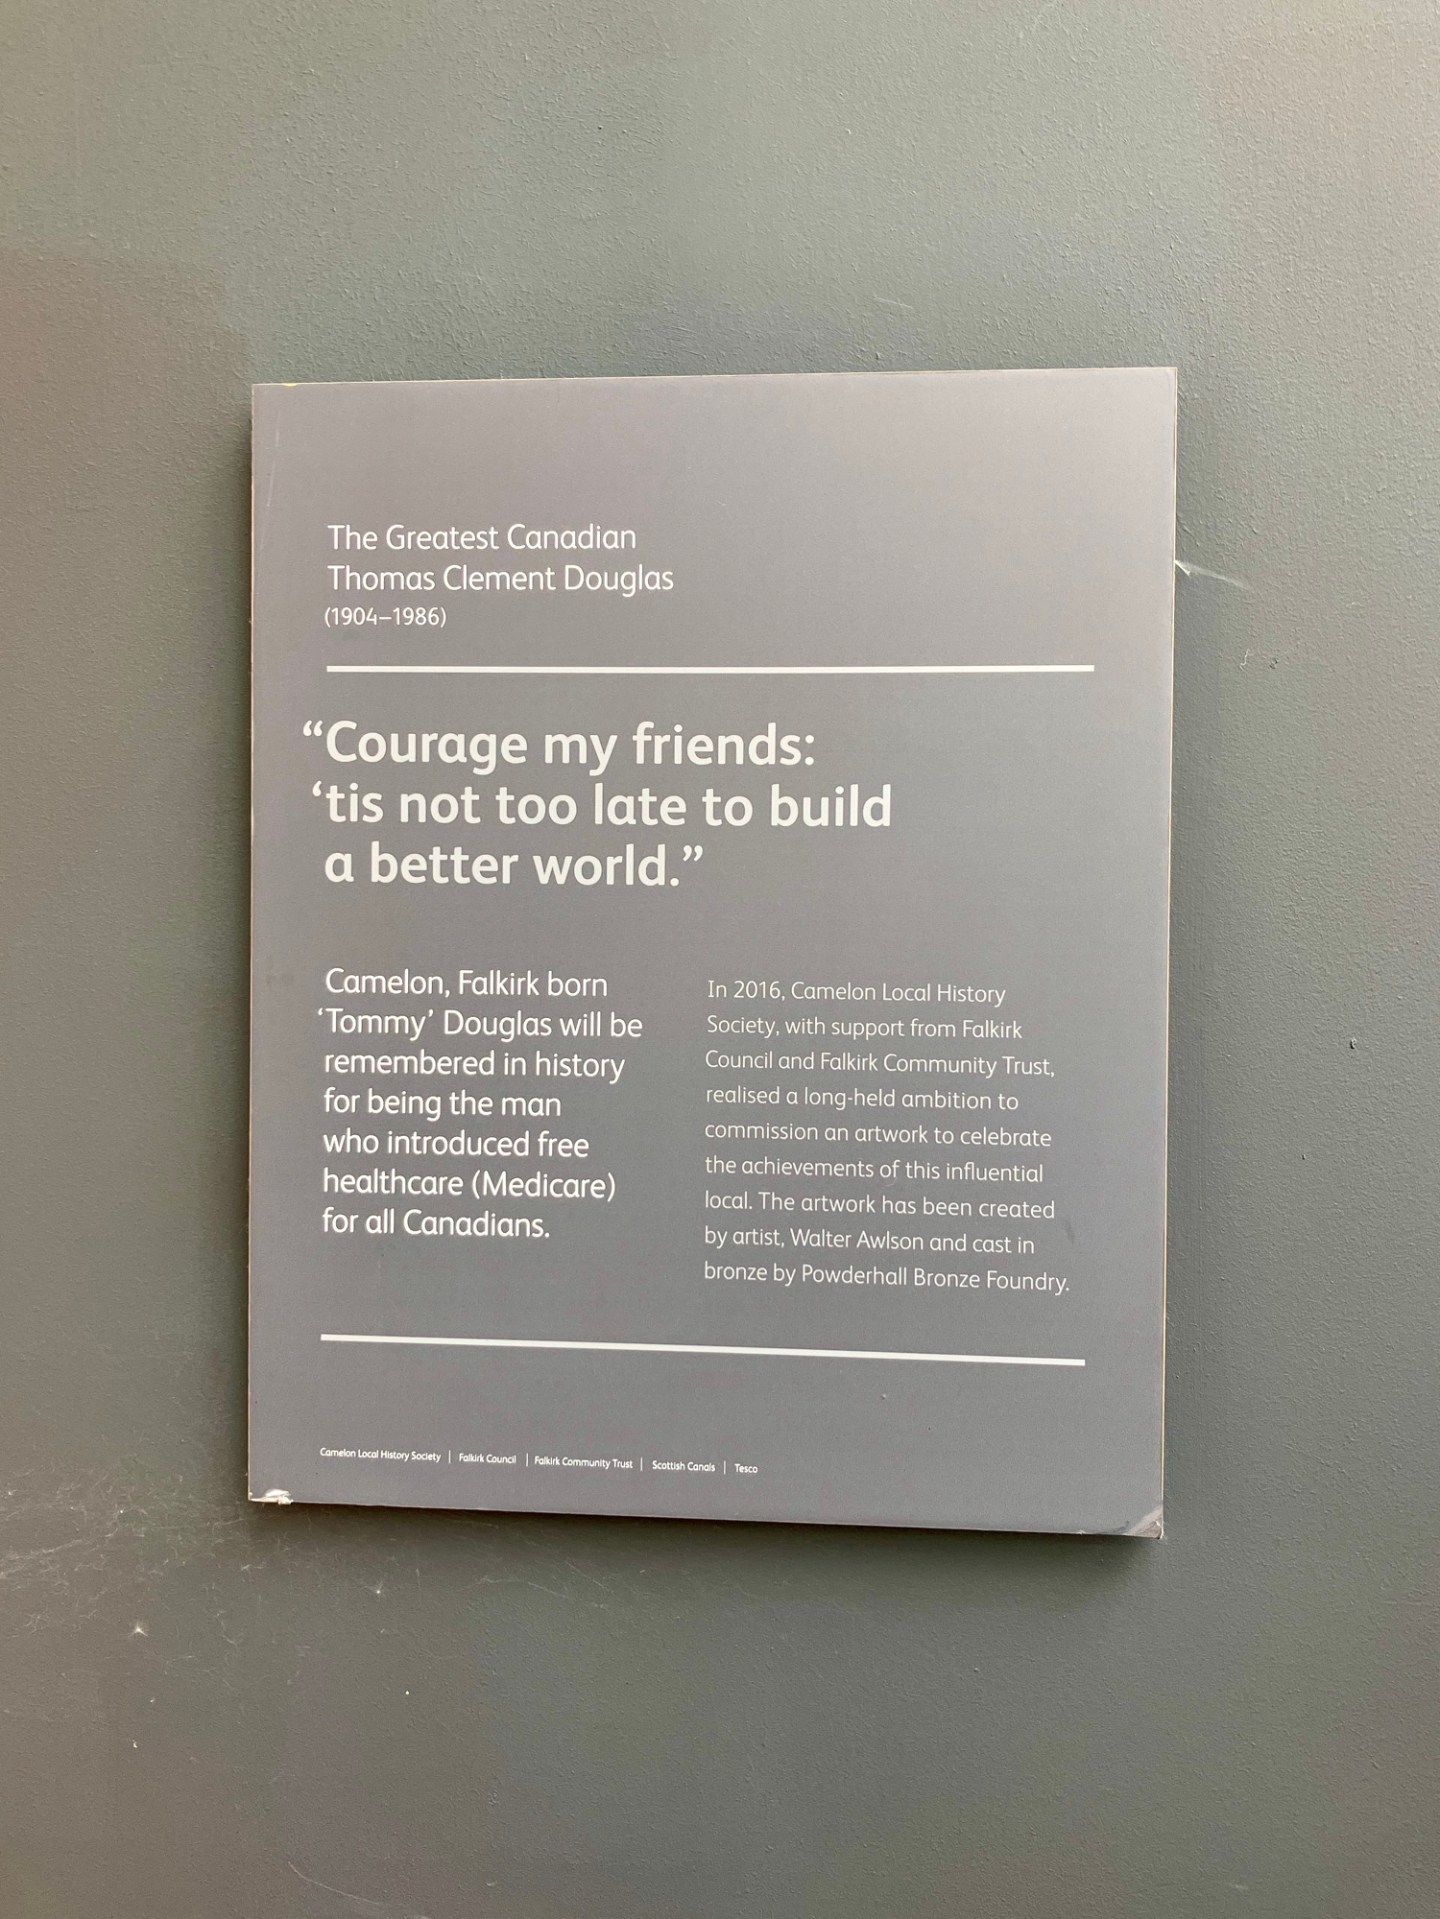 The Greatest Canadian
Thomas Clement Douglas
(1904–1986)
“Courage my friends:
‘tis not too late to build
a better world.”
Camelon, Falkirk born
‘Tommy’ Douglas will be
remembered in history
for being the man
who introduced free
healthcare (Medicare)
for all Canadians.
In 2016, Camelon Local History
Society, with support from Falkirk
Council and Falkirk Community Trust,
realised a long-held ambition to
commission an artwork to celebrate
the achievements of this influential
local. The artwork has been created
by artist, Walter Awlson and cast in
bronze by Powderhall Bronze Foundry.
Camelon Local History Society | Falkirk Council | Falkirk Community Trust | Scottish Canals | Tesco